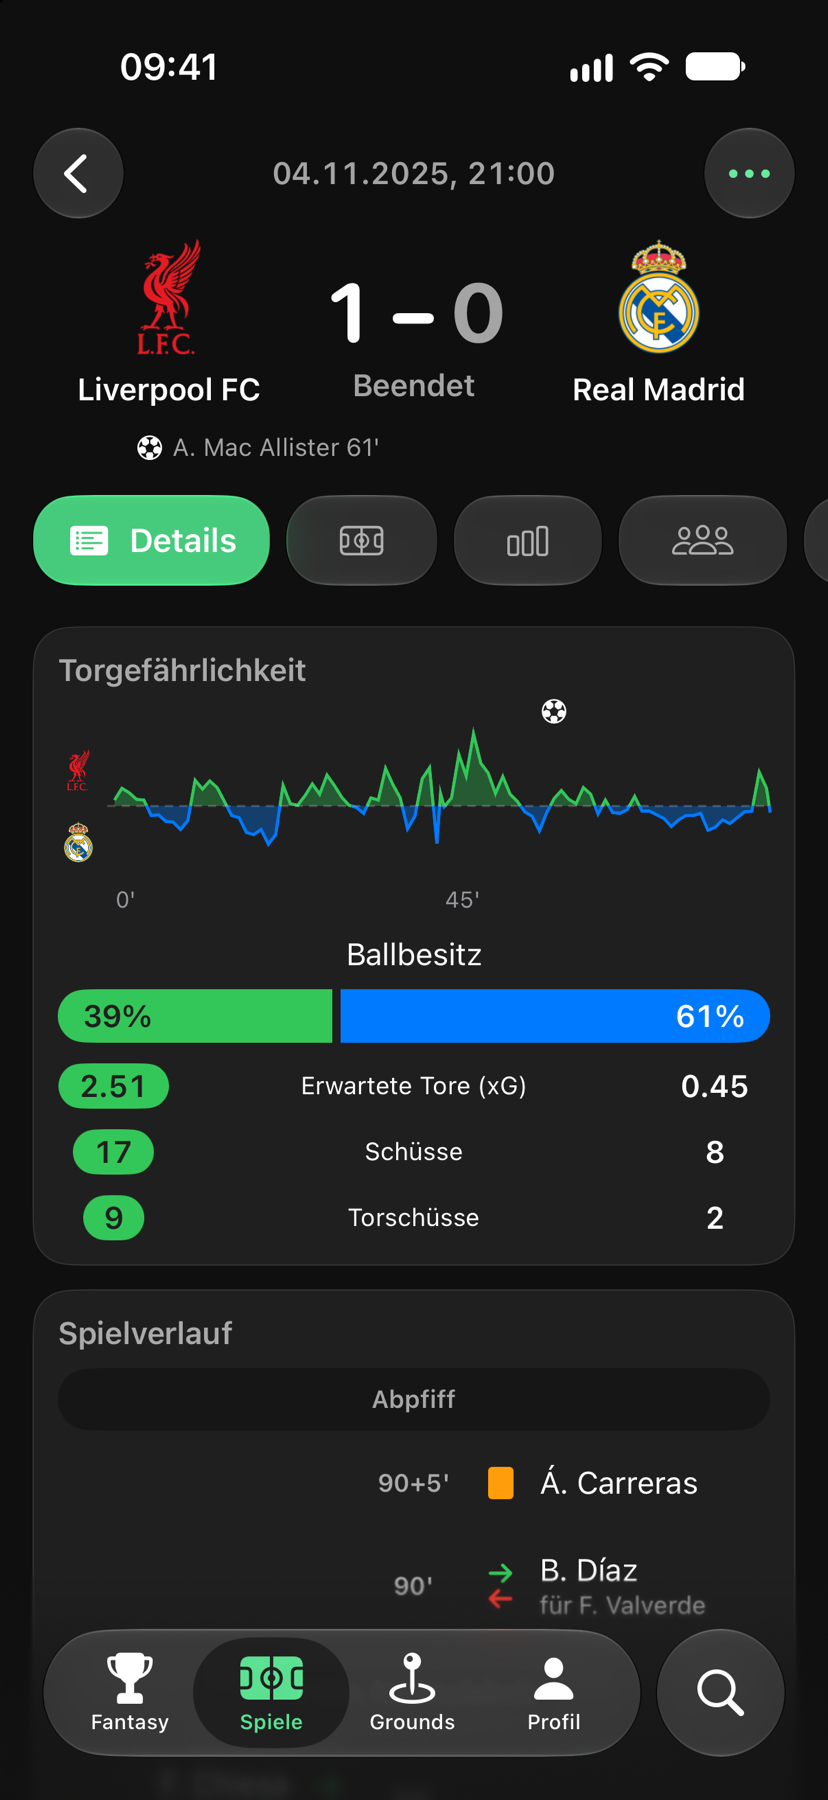 09:41
04.11.2025, 21:00
L.F.C.
1 – 0
Liverpool FC
Beendet
Real Madrid
A. Mac Allister 61'
Details
Torgefährlichkeit
L.F.C.
0'
45'
Ballbesitz
39%
61%
2.51
Erwartete Tore (xG)
0.45
17
Schüsse
8
9
Torschüsse
2
Spielverlauf
Abpfiff
90+5'
Á. Carreras
90'
B. Díaz
für F. Valverde
Fantasy
Spiele
Grounds
Profil